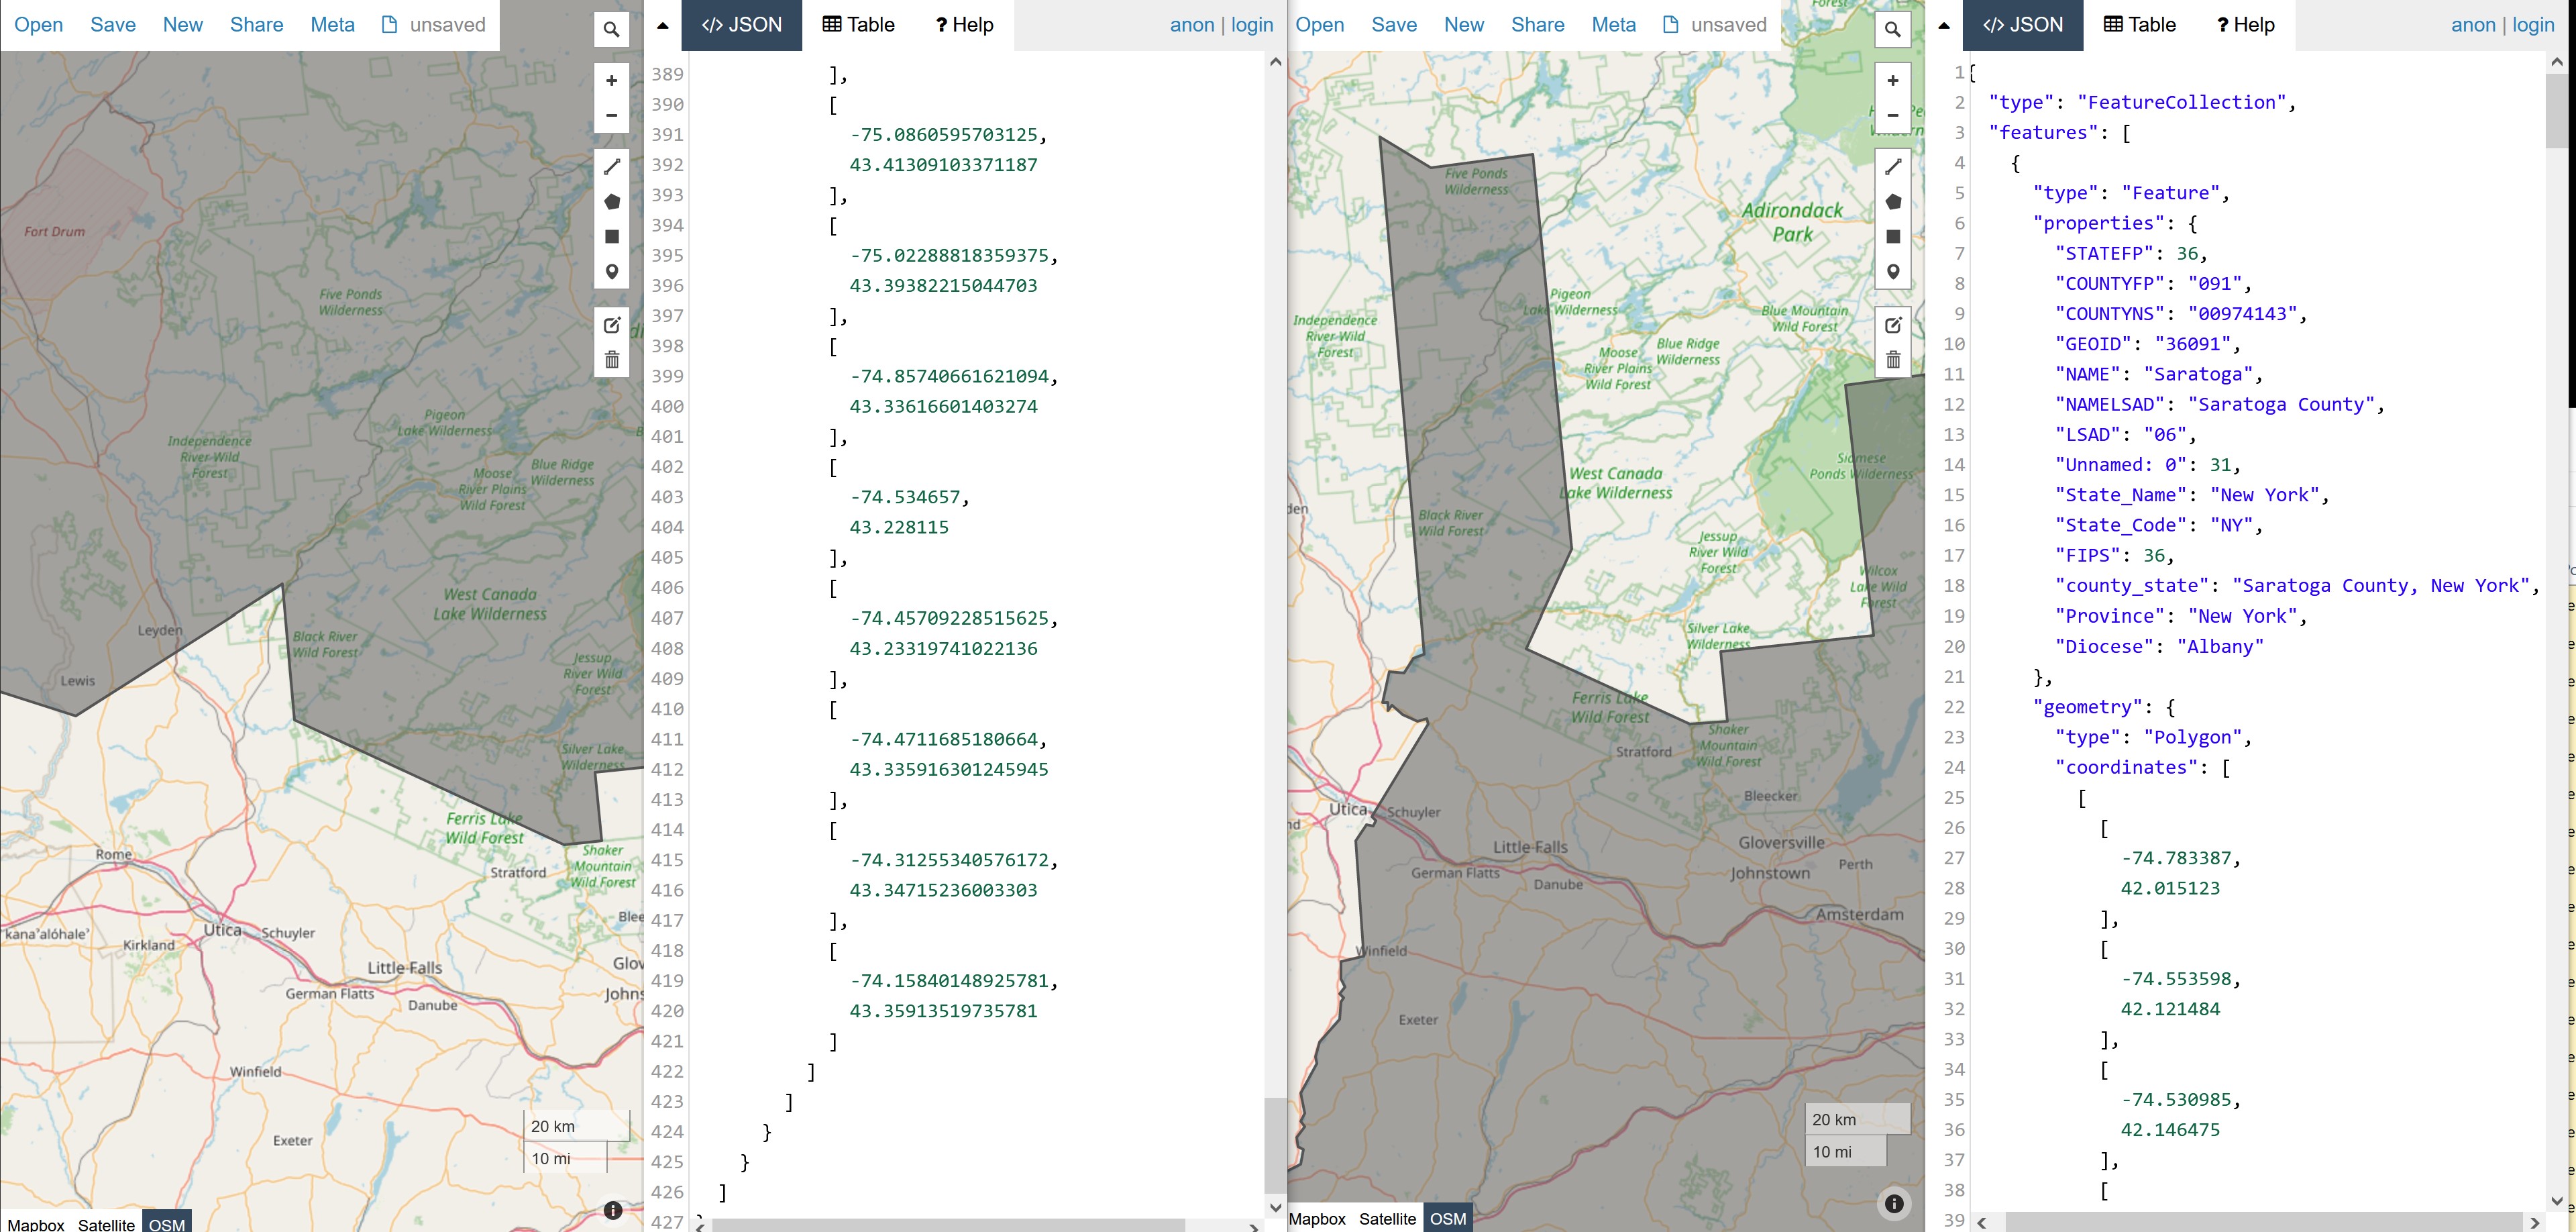 Open Save New Share Meta unsaved
Fort Drum
Five Ponds
Wilderness
Pigeon
Lake Wilderness
Independence
River Wild
Forest
Blue Ridge
Wilderness
Moose
River Plains
Wild Forest
West Canada
Lake Wilderness
Leyden
Black River
Wild Forest
Jessup
River Wild
Forest
Lewis
Silver Lake
Wilderness
Ferris Lake
Wild Forest
Shaker
Mountain
Wild Forest
Rome
Stratford
Blee
kanaꞌalóhaleꞌ
Kirkland
Utica
Schuyler
Little Falls
Glov
Johns
German Flatts
Danube
Winfield
Exeter
20 km
10 mi
Mapbox Satellite OSM
</> JSON Table ? Help anon | login
389 ],
390 [
391 -75.0860595703125,
392 43.41309103371187
393 ],
394 [
395 -75.02288818359375,
396 43.39382215044703
397 ],
398 [
399 -74.85740661621094,
400 43.33616601403274
401 ],
402 [
403 -74.534657,
404 43.228115
405 ],
406 [
407 -74.45709228515625,
408 43.23319741022136
409 ],
410 [
411 -74.4711685180664,
412 43.335916301245945
413 ],
414 [
415 -74.31255340576172,
416 43.34715236003303
417 ],
418 [
419 -74.15840148925781,
420 43.35913519735781
421 ]
422 ]
423 ]
424 }
425 }
426 ]
427 }
Open Save New Share Meta unsaved
Forest
Five Ponds
Wilderness
Adirondack
Park
Pigeon
Lake Wilderness
Independence
River Wild
Forest
Blue Mountain
Wild Forest
Blue Ridge
Wilderness
Moose
River Plains
Wild Forest
Siamese
Ponds Wilderness
West Canada
Lake Wilderness
den
Black River
Wild Forest
Jessup
River Wild
Forest
Wilcox
Lake Wild
Forest
Silver Lake
Wilderness
Ferris Lake
Wild Forest
Shaker
Mountain
Wild Forest
Stratford
Bleecker
Utica
Schuyler
nd
Little Falls
Gloversville
Perth
German Flatts
Johnstown
Danube
Amsterdam
Winfield
Exeter
20 km
10 mi
Mapbox Satellite OSM
</> JSON Table ? Help anon | login
1 {
2 "type": "FeatureCollection",
3 "features": [
4 {
5 "type": "Feature",
6 "properties": {
7 "STATEFP": 36,
8 "COUNTYFP": "091",
9 "COUNTYNS": "00974143",
10 "GEOID": "36091",
11 "NAME": "Saratoga",
12 "NAMELSAD": "Saratoga County",
13 "LSAD": "06",
14 "Unnamed: 0": 31,
15 "State_Name": "New York",
16 "State_Code": "NY",
17 "FIPS": 36,
18 "county_state": "Saratoga County, New York",
19 "Province": "New York",
20 "Diocese": "Albany"
21 },
22 "geometry": {
23 "type": "Polygon",
24 "coordinates": [
25 [
26 [
27 -74.783387,
28 42.015123
29 ],
30 [
31 -74.553598,
32 42.121484
33 ],
34 [
35 -74.530985,
36 42.146475
37 ],
38 [
39